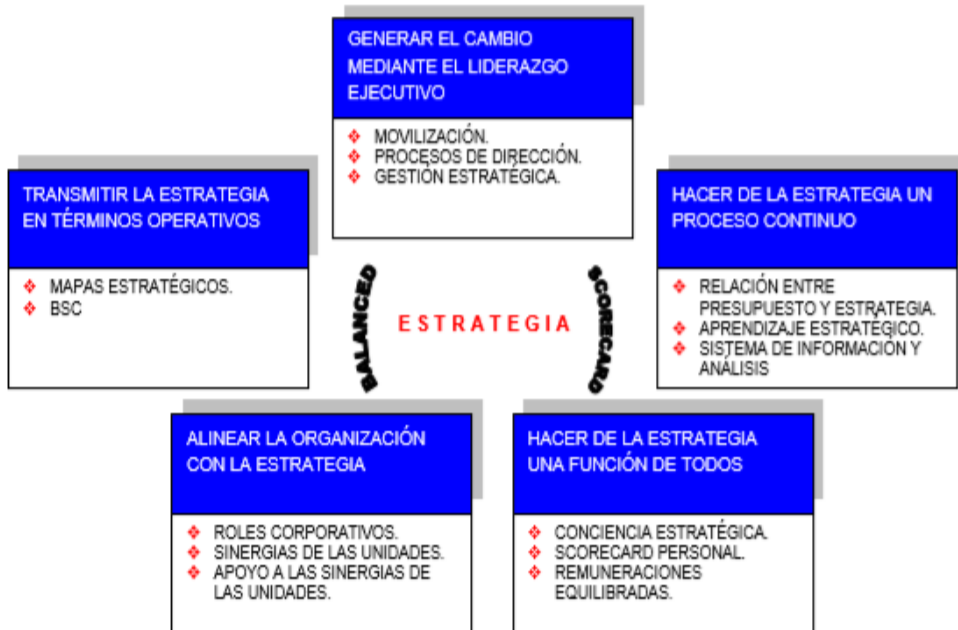 GENERAR EL CAMBIO
MEDIANTE EL LIDERAZGO
EJECUTIVO
❖ MOVILIZACIÓN.
❖ PROCESOS DE DIRECCIÓN.
❖ GESTIÓN ESTRATÉGICA.
TRANSMITIR LA ESTRATEGIA
EN TÉRMINOS OPERATIVOS
❖ MAPAS ESTRATÉGICOS.
❖ BSC
HACER DE LA ESTRATEGIA UN
PROCESO CONTINUO
❖ RELACIÓN ENTRE
PRESUPUESTO Y ESTRATEGIA.
❖ APRENDIZAJE ESTRATÉGICO.
❖ SISTEMA DE INFORMACIÓN Y
ANÁLISIS
BALANCED
ESTRATEGIA
SCORECARD
ALINEAR LA ORGANIZACIÓN
CON LA ESTRATEGIA
❖ ROLES CORPORATIVOS.
❖ SINERGIAS DE LAS UNIDADES.
❖ APOYO A LAS SINERGIAS DE
LAS UNIDADES.
HACER DE LA ESTRATEGIA
UNA FUNCIÓN DE TODOS
❖ CONCIENCIA ESTRATÉGICA.
❖ SCORECARD PERSONAL.
❖ REMUNERACIONES
EQUILIBRADAS.